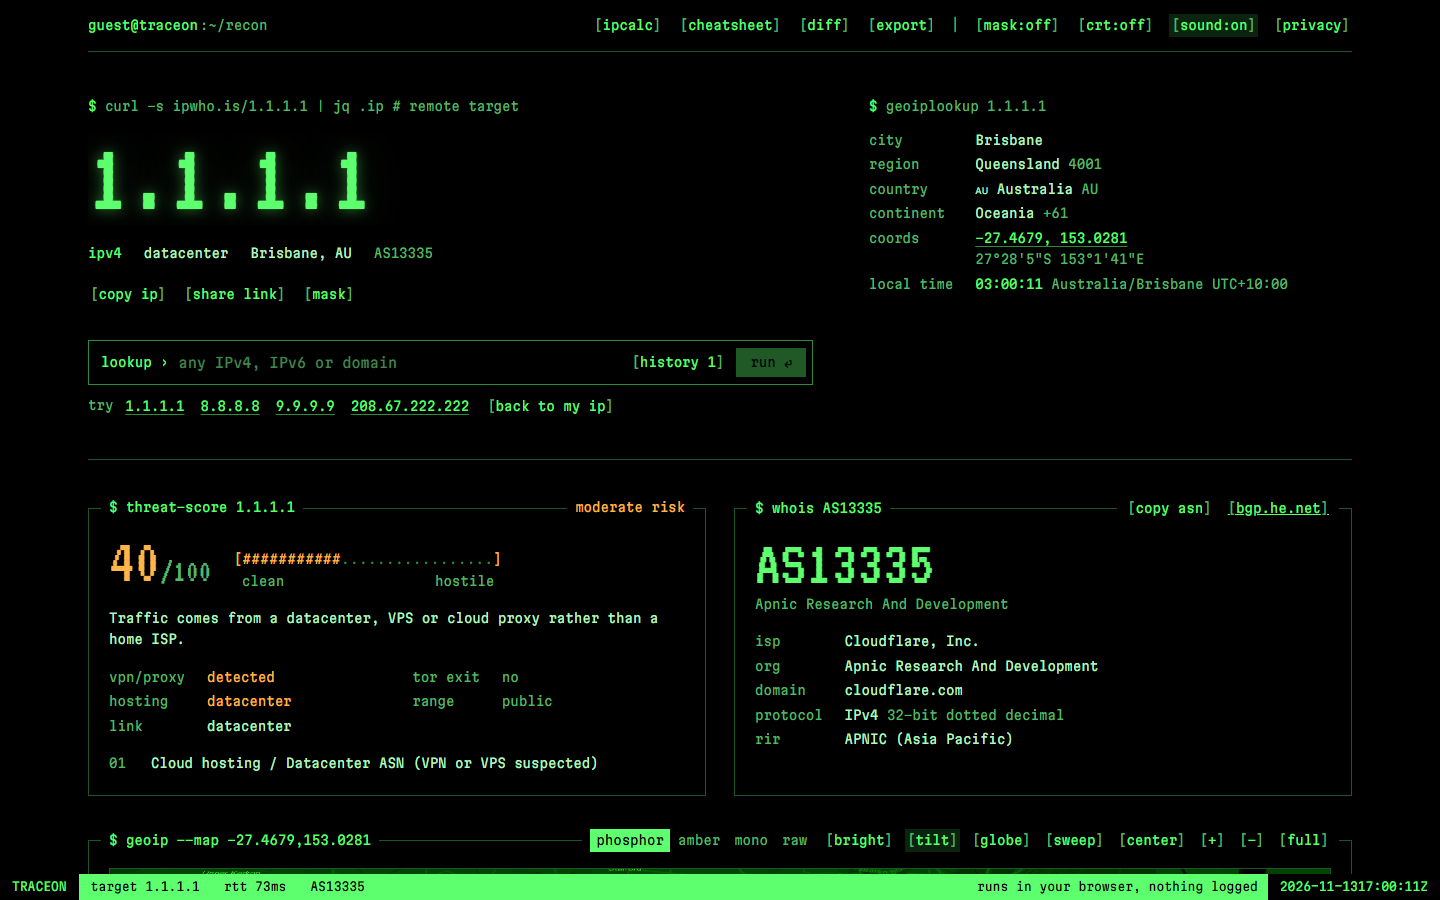 guest@traceon:~/recon [ipcalc] [cheatsheet] [diff] [export] | [mask:off] [crt:off] [sound:on] [privacy]
$ curl -s ipwho.is/1.1.1.1 | jq .ip # remote target
1.1.1.1
ipv4 datacenter Brisbane, AU AS13335
[copy ip] [share link] [mask]
$ geoiplookup 1.1.1.1
city Brisbane
region Queensland 4001
country AU Australia AU
continent Oceania +61
coords -27.4679, 153.0281
27°28'5"S 153°1'41"E
local time 03:00:11 Australia/Brisbane UTC+10:00
lookup › any IPv4, IPv6 or domain [history 1] run ⏎
try 1.1.1.1 8.8.8.8 9.9.9.9 208.67.222.222 [back to my ip]
$ threat-score 1.1.1.1 moderate risk
40/100 [###########.................]
clean hostile
Traffic comes from a datacenter, VPS or cloud proxy rather than a
home ISP.
vpn/proxy detected tor exit no
hosting datacenter range public
link datacenter
01 Cloud hosting / Datacenter ASN (VPN or VPS suspected)
$ whois AS13335 [copy asn] [bgp.he.net]
AS13335
Apnic Research And Development
isp Cloudflare, Inc.
org Apnic Research And Development
domain cloudflare.com
protocol IPv4 32-bit dotted decimal
rir APNIC (Asia Pacific)
$ geoip --map -27.4679,153.0281 phosphor amber mono raw [bright] [tilt] [globe] [sweep] [center] [+] [-] [full]
TRACEON target 1.1.1.1 rtt 73ms AS13335 runs in your browser, nothing logged 2026-11-1317:00:11Z